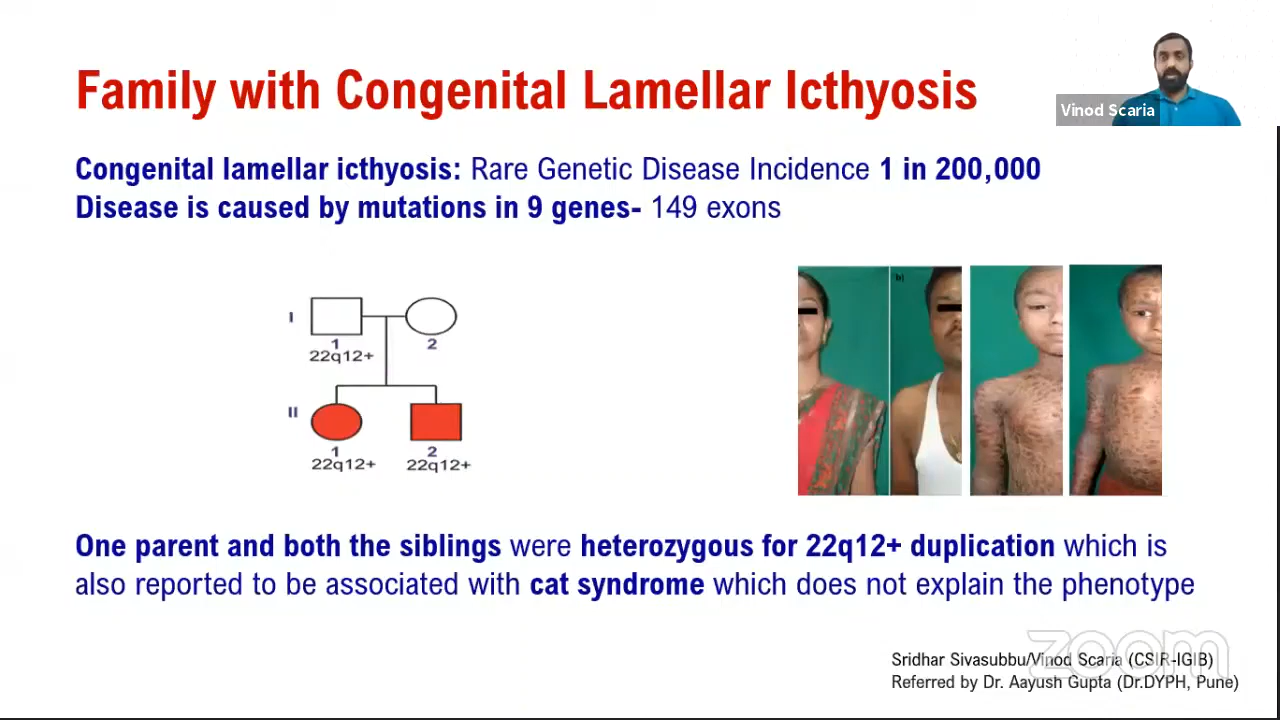 Family with Congenital Lamellar Icthyosis
Vinod Scaria
Congenital lamellar icthyosis: Rare Genetic Disease Incidence 1 in 200,000
Disease is caused by mutations in 9 genes- 149 exons
I
1
2
22q12+
II
1
2
22q12+
22q12+
b)
One parent and both the siblings were heterozygous for 22q12+ duplication which is
also reported to be associated with cat syndrome which does not explain the phenotype
zoom
Sridhar Sivasubbu/Vinod Scaria (CSIR-IGIB)
Referred by Dr. Aayush Gupta (Dr.DYPH, Pune)